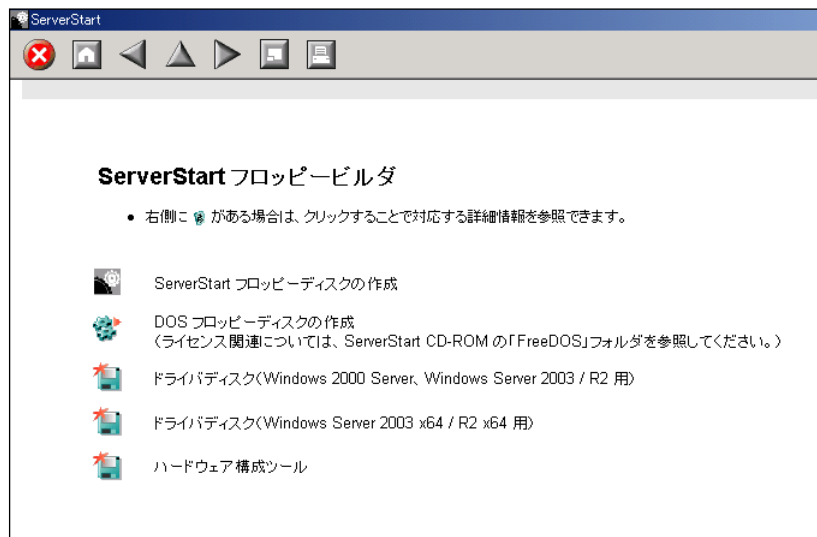 ServerStart
ServerStart フロッピービルダ
● 右側に がある場合は、クリックすることで対応する詳細情報を参照できます。
ServerStart フロッピーディスクの作成
DOS フロッピーディスクの作成
(ライセンス関連については、ServerStart CD-ROM の「FreeDOS」フォルダを参照してください。)
ドライバディスク(Windows 2000 Server、Windows Server 2003 / R2 用)
ドライバディスク(Windows Server 2003 x64 / R2 x64 用)
ハードウェア構成ツール